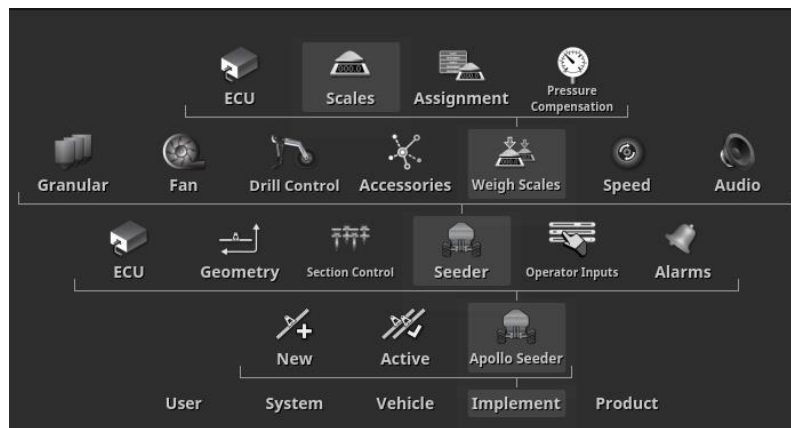 ECU Scales Assignment Pressure
Compensation
Granular Fan Drill Control Accessories Weigh Scales Speed Audio
ECU Geometry Section Control Seeder Operator Inputs Alarms
New Active Apollo Seeder
User System Vehicle Implement Product